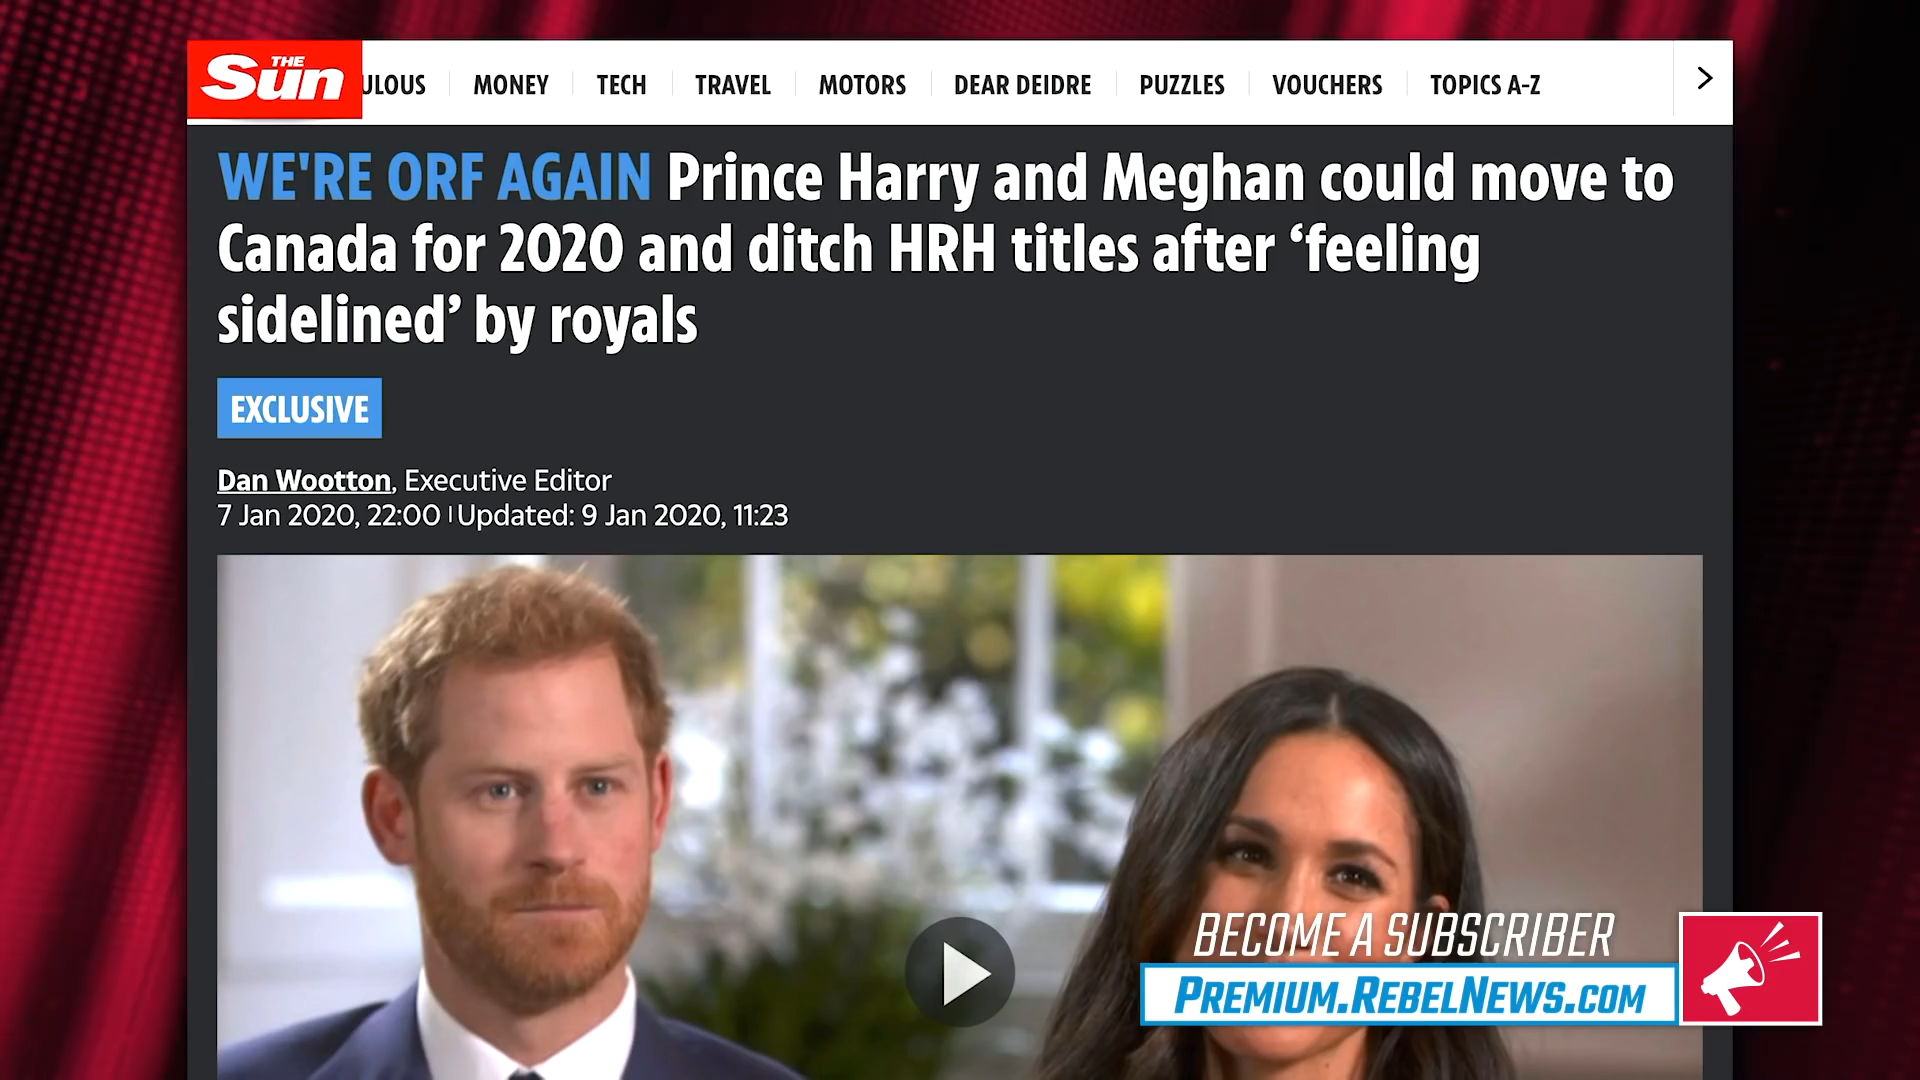 THE
Sun
ULOUS
MONEY
TECH
TRAVEL
MOTORS
DEAR DEIDRE
PUZZLES
VOUCHERS
TOPICS A-Z
WE'RE ORF AGAIN Prince Harry and Meghan could move to
Canada for 2020 and ditch HRH titles after ‘feeling
sidelined’ by royals
EXCLUSIVE
Dan Wootton, Executive Editor
7 Jan 2020, 22:00 | Updated: 9 Jan 2020, 11:23
BECOME A SUBSCRIBER
PREMIUM.REBELNEWS.COM